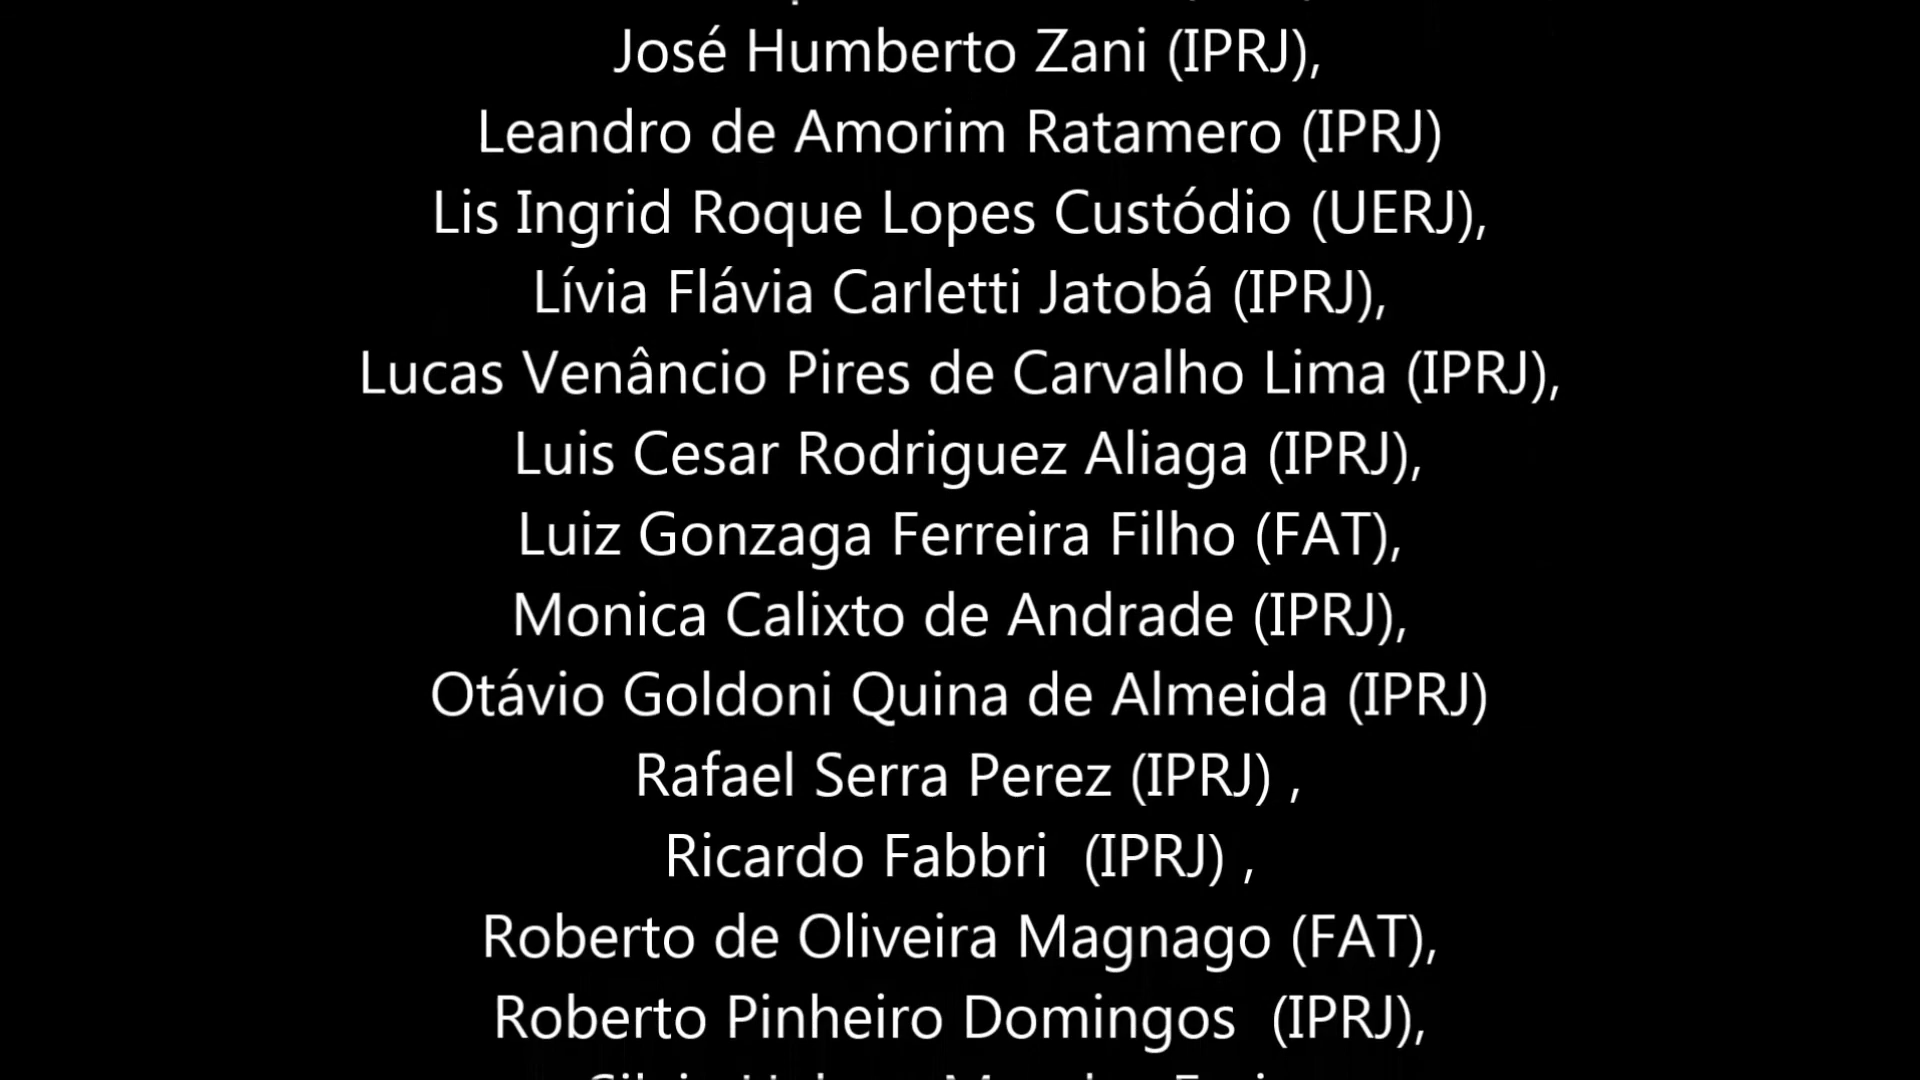 José Humberto Zani (IPRJ),
Leandro de Amorim Ratamero (IPRJ)
Lis Ingrid Roque Lopes Custódio (UERJ),
Lívia Flávia Carletti Jatobá (IPRJ),
Lucas Venâncio Pires de Carvalho Lima (IPRJ),
Luis Cesar Rodriguez Aliaga (IPRJ),
Luiz Gonzaga Ferreira Filho (FAT),
Monica Calixto de Andrade (IPRJ),
Otávio Goldoni Quina de Almeida (IPRJ)
Rafael Serra Perez (IPRJ) ,
Ricardo Fabbri  (IPRJ) ,
Roberto de Oliveira Magnago (FAT),
Roberto Pinheiro Domingos  (IPRJ),